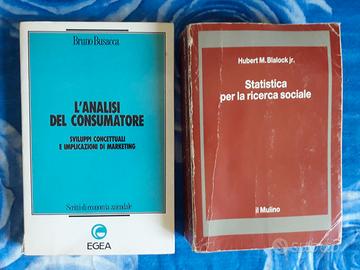 Bruno Busacca
L'ANALISI
DEL CONSUMATORE
SVILUPPI CONCETTUALI
E IMPLICAZIONI DI MARKETING
Scritti di economia aziendale
EGEA
Hubert M. Blalock jr.
Statistica
per la ricerca sociale
il Mulino
subito